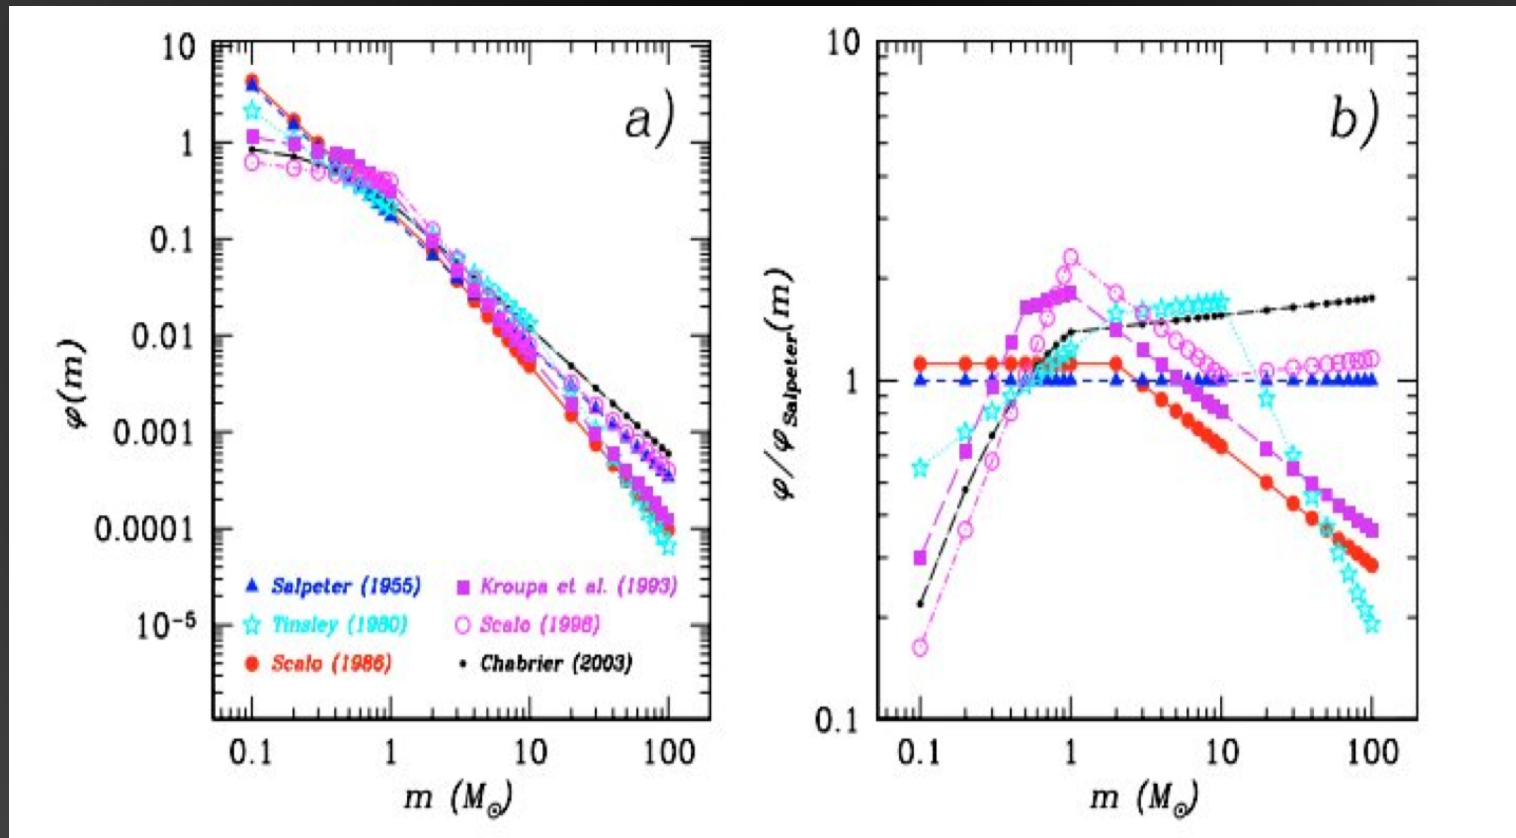 a)
10
1
0.1
0.01
0.001
0.0001
10⁻⁵
φ(m)
Salpeter (1955)
Tinsley (1980)
Scalo (1986)
Kroupa et al. (1993)
Scalo (1998)
Chabrier (2003)
0.1 1 10 100
m (M⊙)
b)
10
1
0.1
φ/φSalpeter(m)
0.1 1 10 100
m (M⊙)